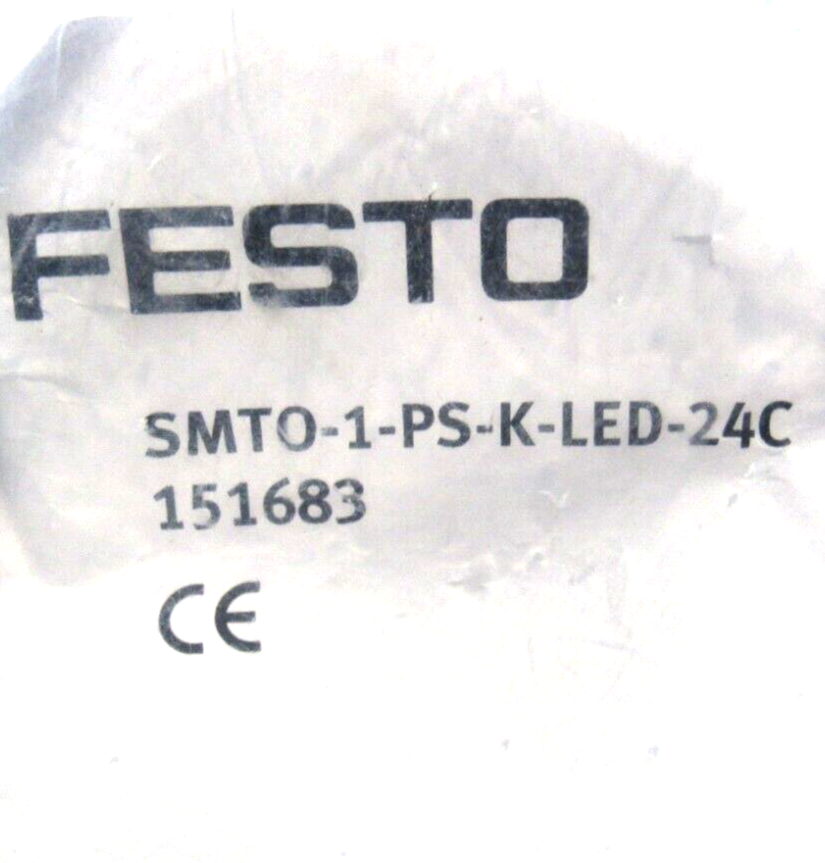 FESTO
SMTO-1-PS-K-LED-24C
151683
CE